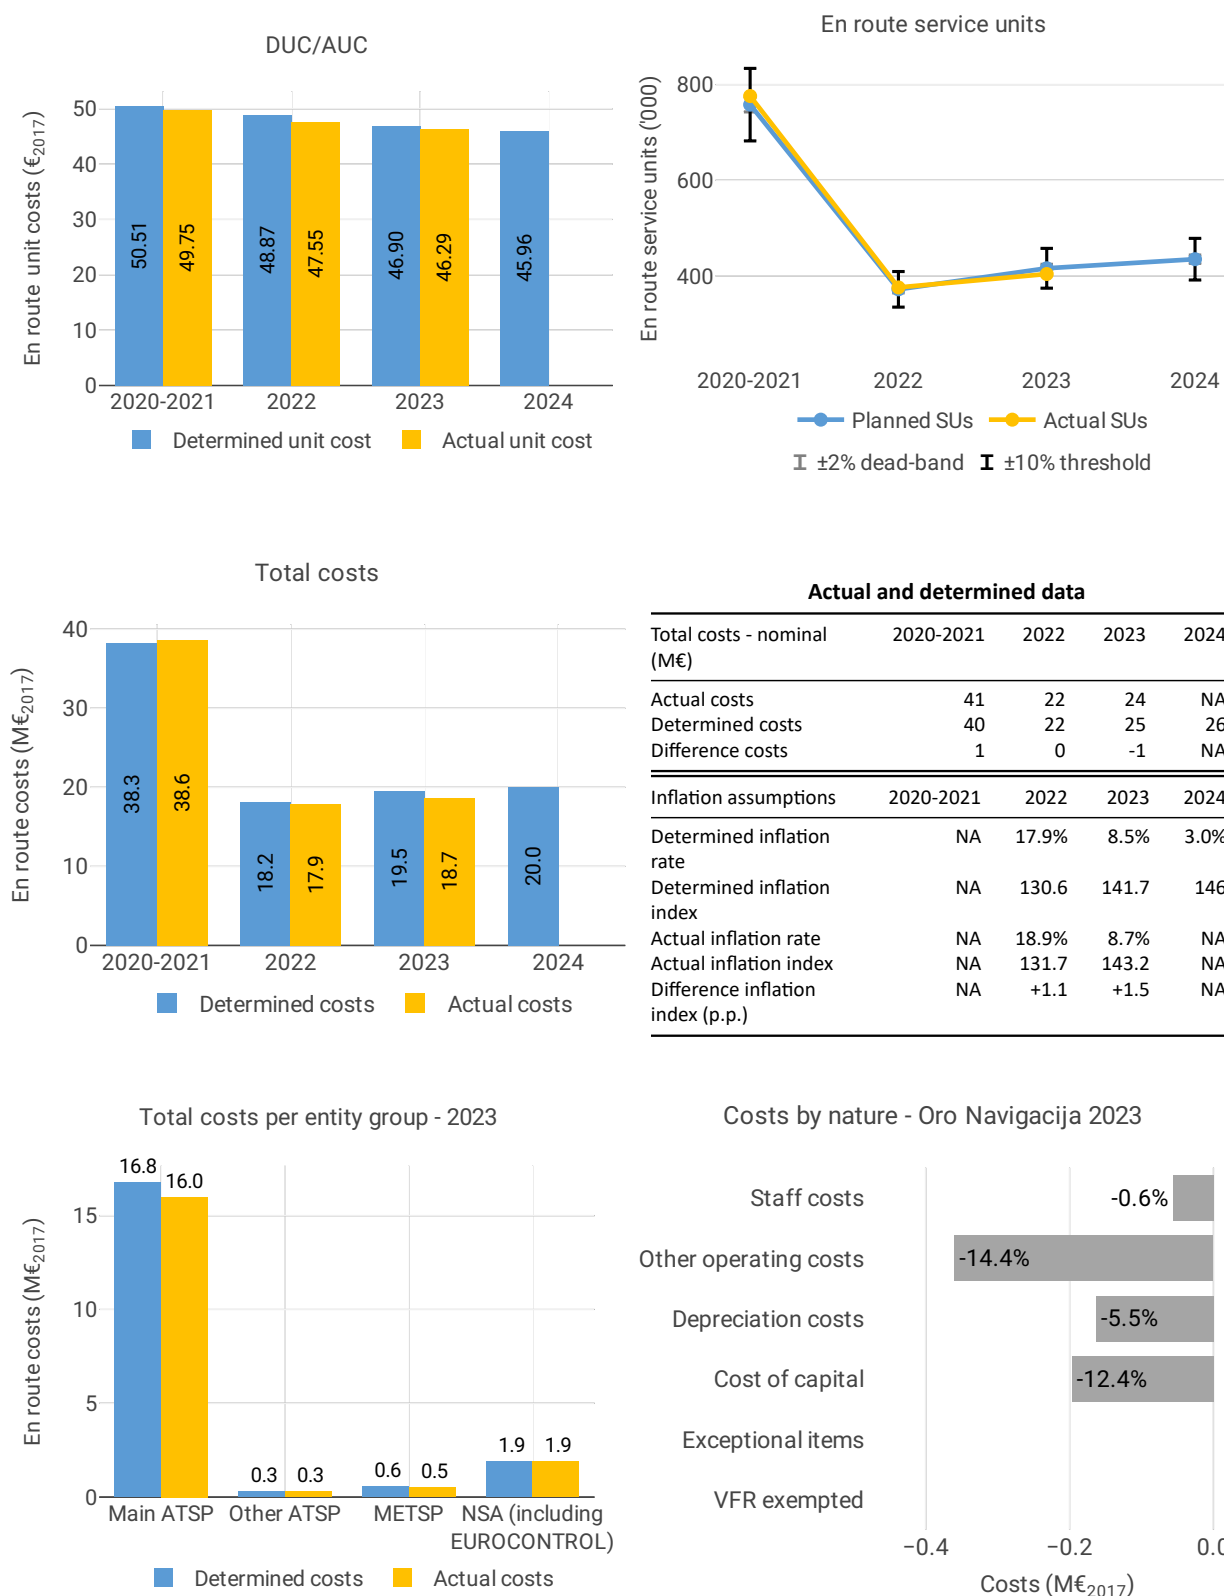 DUC/AUC
En route unit costs (€2017)
50
40
30
20
10
0
50.51
49.75
48.87
47.55
46.90
46.29
45.96
2020-2021
2022
2023
2024
Determined unit cost
Actual unit cost
En route service units
En route service units ('000)
800
600
400
2020-2021
2022
2023
2024
Planned SUs
Actual SUs
±2% dead-band
±10% threshold
Total costs
En route costs (M€2017)
40
30
20
10
0
38.3
38.6
18.2
17.9
19.5
18.7
20.0
2020-2021
2022
2023
2024
Determined costs
Actual costs
Actual and determined data
Total costs - nominal 2020-2021 2022 2023 2024
(M€)
Actual costs 41 22 24 NA
Determined costs 40 22 25 26
Difference costs 1 0 -1 NA
Inflation assumptions 2020-2021 2022 2023 2024
Determined inflation NA 17.9% 8.5% 3.0%
rate
Determined inflation NA 130.6 141.7 146
index
Actual inflation rate NA 18.9% 8.7% NA
Actual inflation index NA 131.7 143.2 NA
Difference inflation NA +1.1 +1.5 NA
index (p.p.)
Total costs per entity group - 2023
En route costs (M€2017)
15
10
5
0
16.8
16.0
0.3
0.3
0.6
0.5
1.9
1.9
Main ATSP
Other ATSP
METSP
NSA (including
EUROCONTROL)
Determined costs
Actual costs
Costs by nature - Oro Navigacija 2023
Staff costs
-0.6%
Other operating costs
-14.4%
Depreciation costs
-5.5%
Cost of capital
-12.4%
Exceptional items
VFR exempted
−0.4
−0.2
0.0
Costs (M€2017)